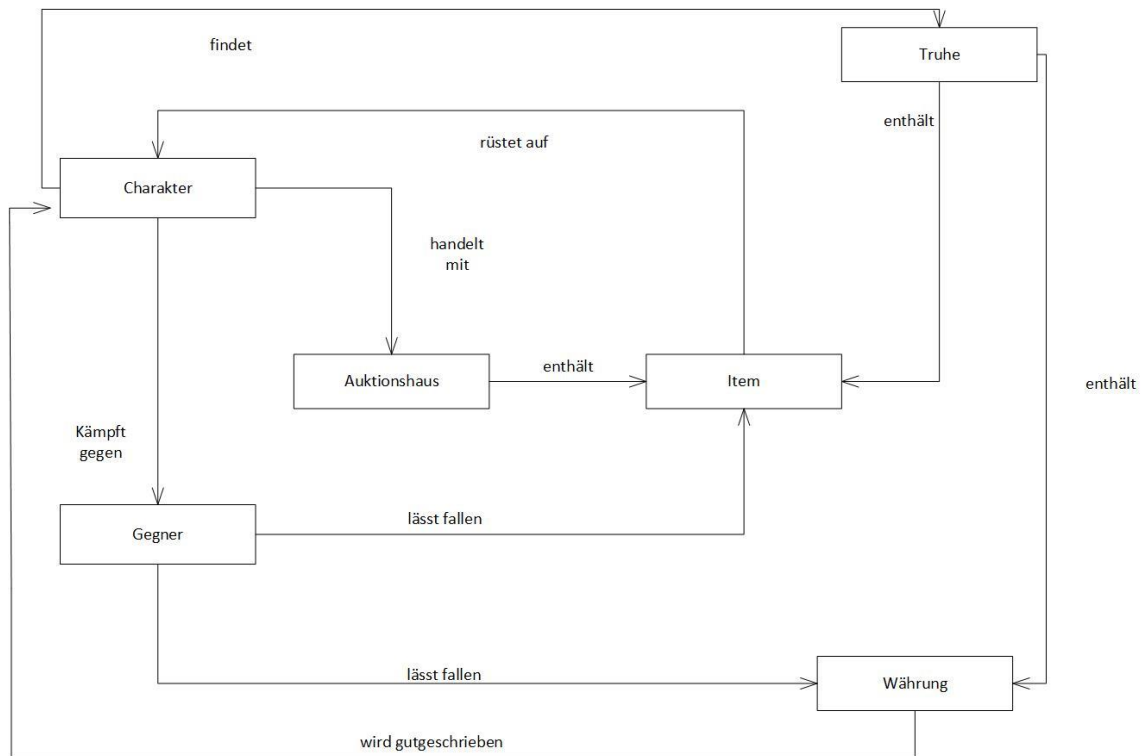 findet
Truhe
enthält
rüstet auf
Charakter
handelt
mit
Auktionshaus
enthält
Item
enthält
Kämpft
gegen
lässt fallen
Gegner
lässt fallen
Währung
wird gutgeschrieben